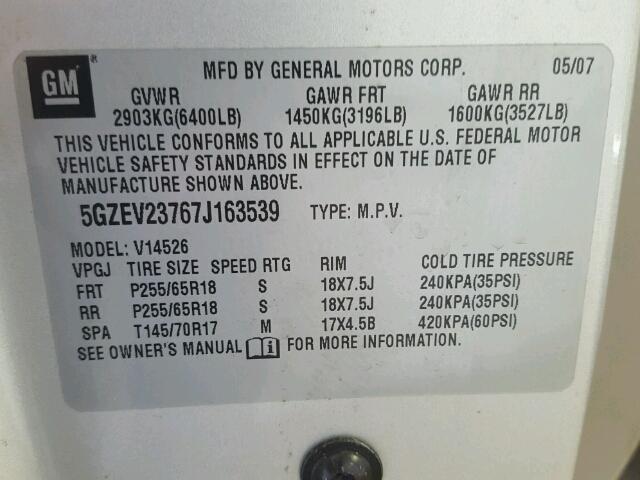 GM
MFD BY GENERAL MOTORS CORP. 05/07
GVWR GAWR FRT GAWR RR
2903KG(6400LB) 1450KG(3196LB) 1600KG(3527LB)
THIS VEHICLE CONFORMS TO ALL APPLICABLE U.S. FEDERAL MOTOR
VEHICLE SAFETY STANDARDS IN EFFECT ON THE DATE OF
MANUFACTURE SHOWN ABOVE.
5GZEV23767J163539 TYPE: M.P.V.
MODEL: V14526
VPGJ TIRE SIZE SPEED RTG RIM COLD TIRE PRESSURE
FRT P255/65R18 S 18X7.5J 240KPA(35PSI)
RR P255/65R18 S 18X7.5J 240KPA(35PSI)
SPA T145/70R17 M 17X4.5B 420KPA(60PSI)
SEE OWNER'S MANUAL i FOR MORE INFORMATION.